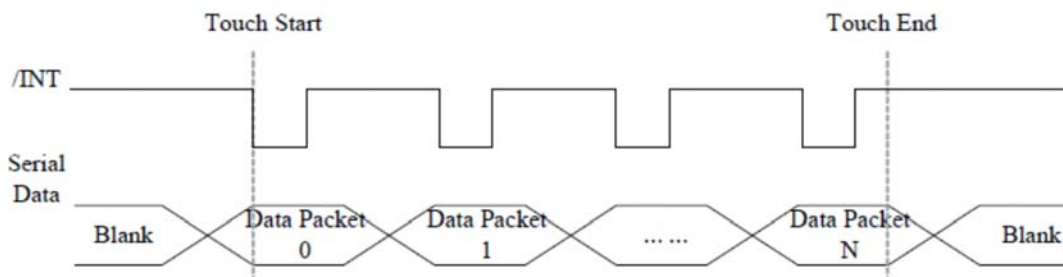 Touch Start
Touch End
/INT
Serial
Data
Blank
Data Packet
0
Data Packet
1
... ...
Data Packet
N
Blank